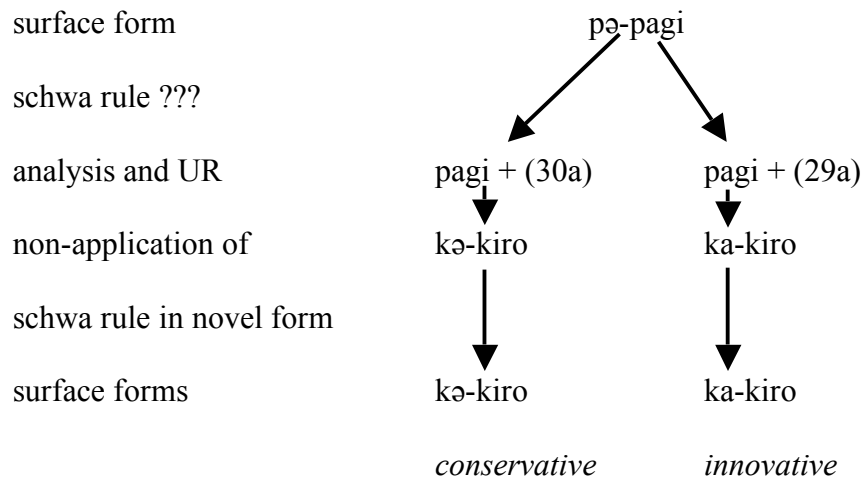 surface form pə-pagi
schwa rule ???
analysis and UR pagi + (30a) pagi + (29a)
non-application of kə-kiro ka-kiro
schwa rule in novel form
surface forms kə-kiro ka-kiro
conservative innovative